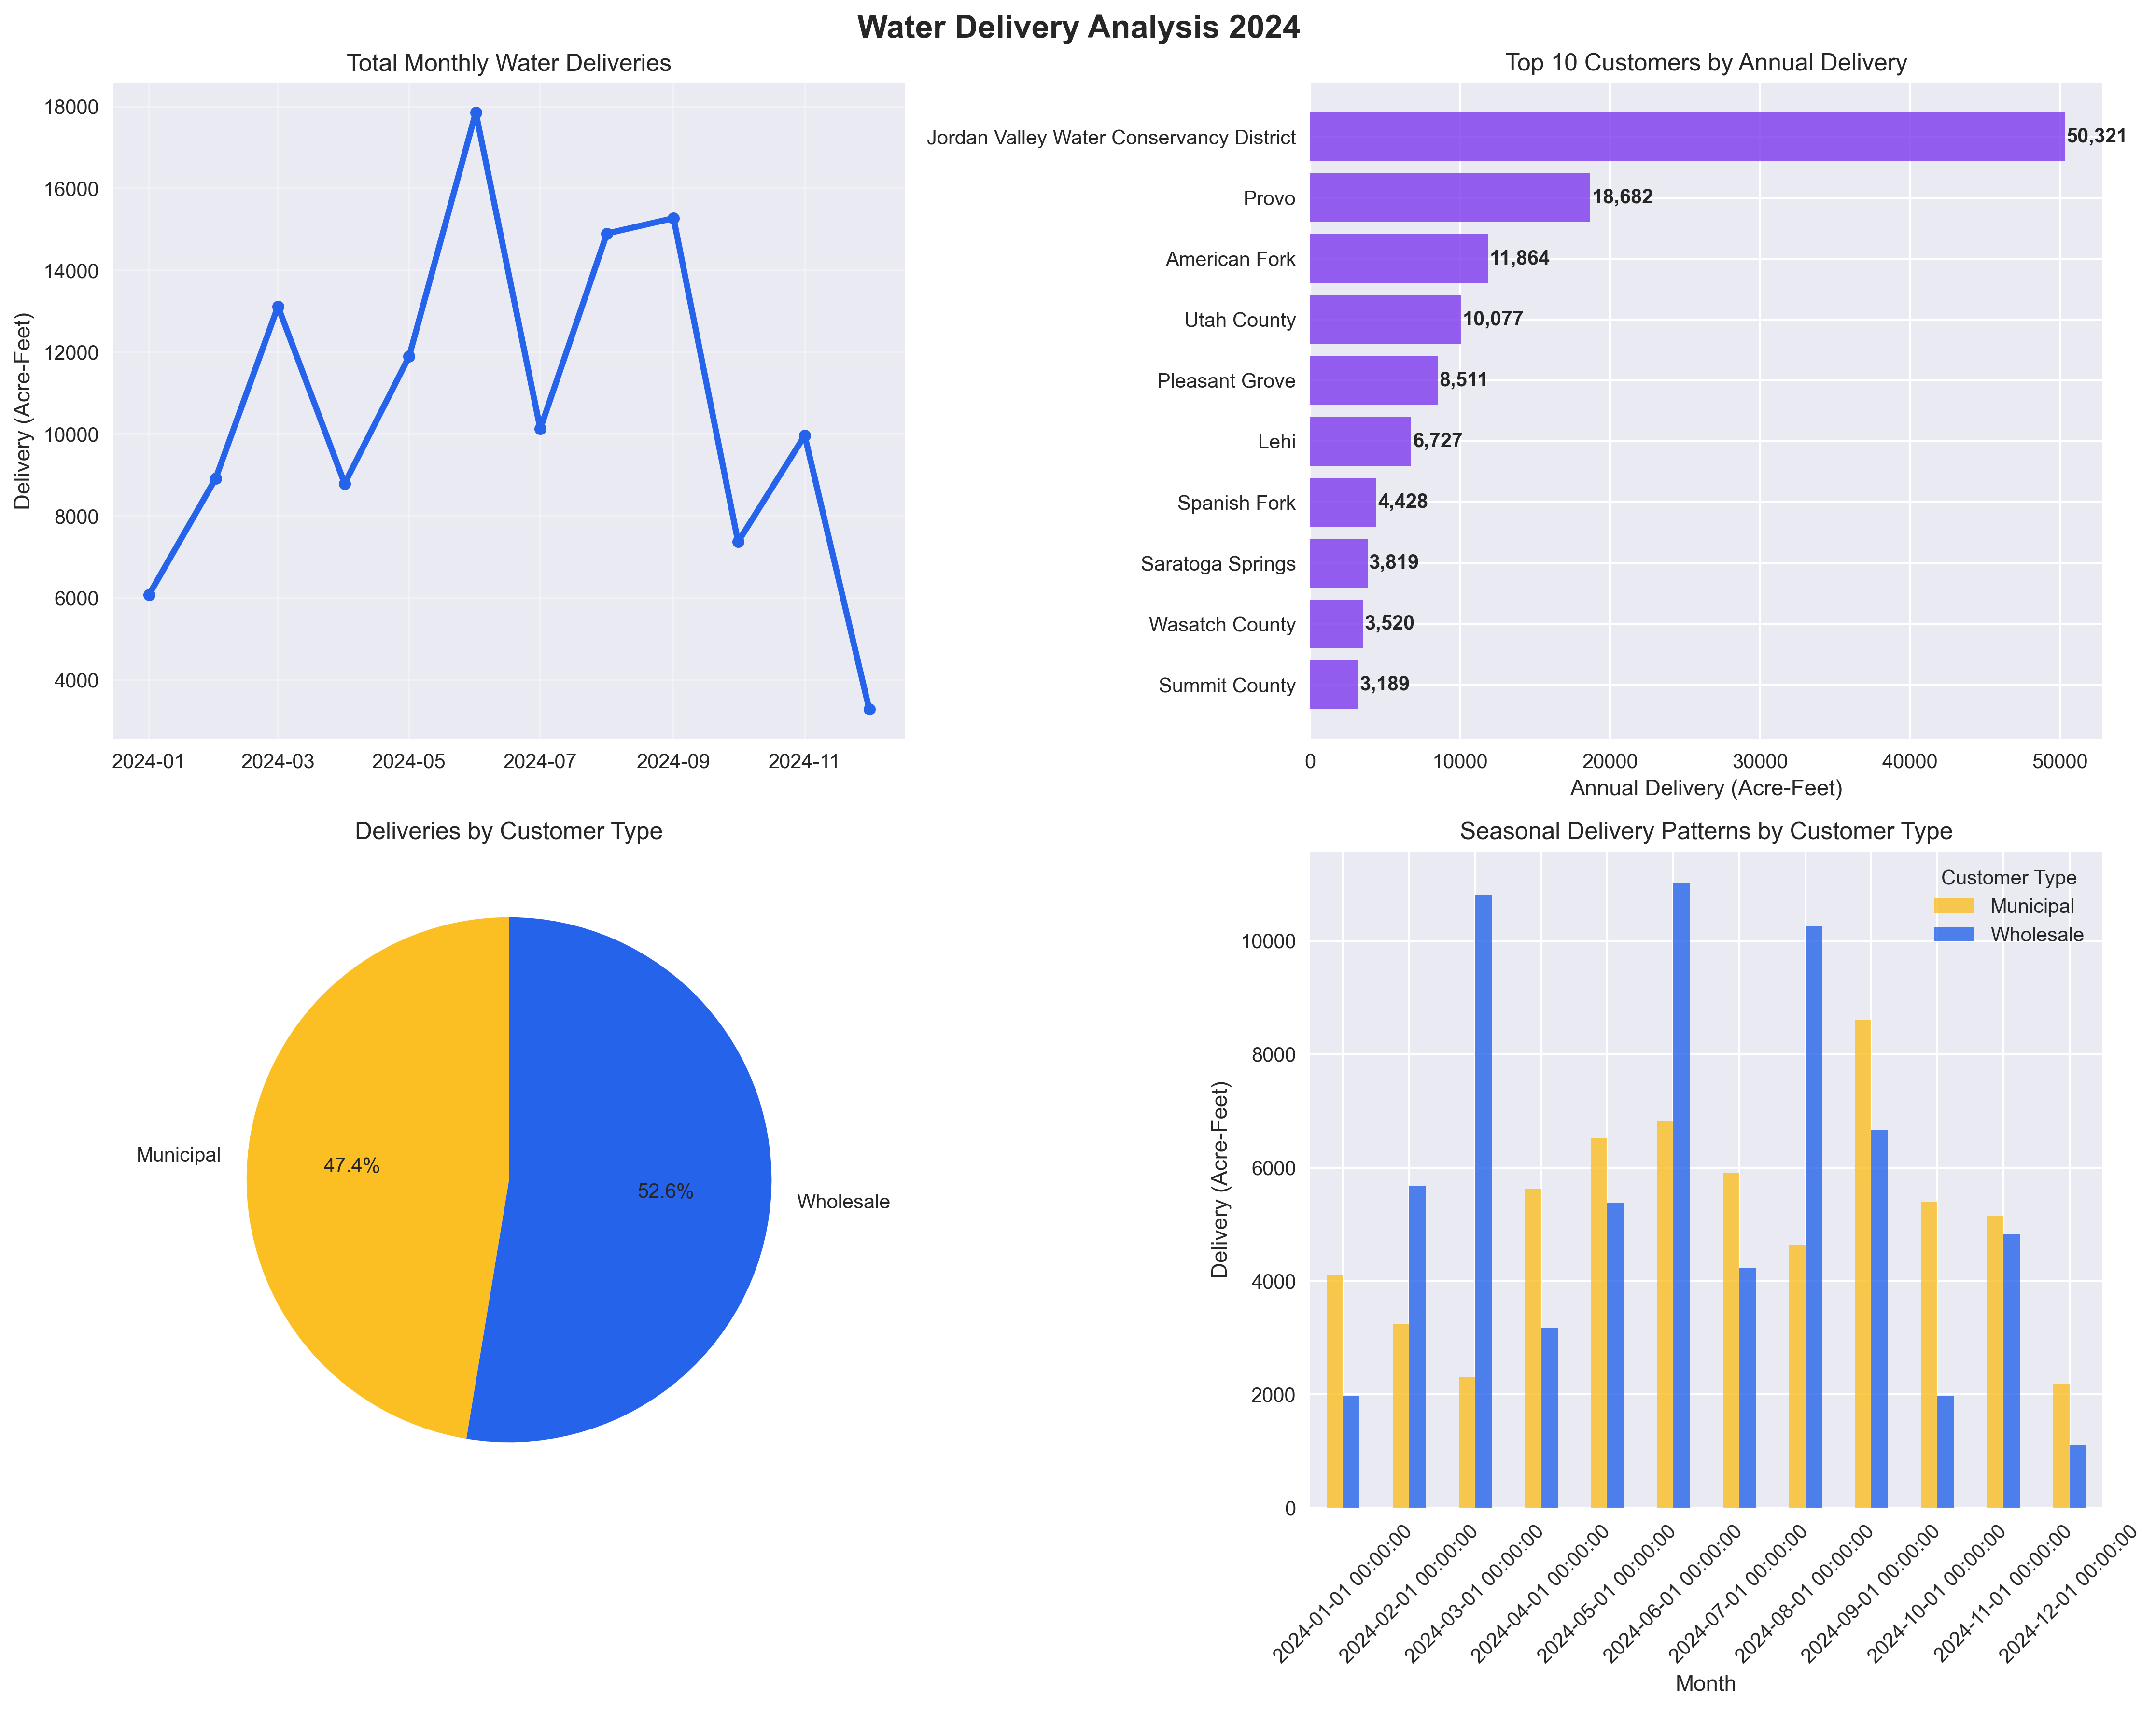 Water Delivery Analysis 2024
Total Monthly Water Deliveries
Delivery (Acre-Feet)
18000
16000
14000
12000
10000
8000
6000
4000
2024-01
2024-03
2024-05
2024-07
2024-09
2024-11
Top 10 Customers by Annual Delivery
Jordan Valley Water Conservancy District 50,321
Provo 18,682
American Fork 11,864
Utah County 10,077
Pleasant Grove 8,511
Lehi 6,727
Spanish Fork 4,428
Saratoga Springs 3,819
Wasatch County 3,520
Summit County 3,189
0
10000
20000
30000
40000
50000
Annual Delivery (Acre-Feet)
Deliveries by Customer Type
Municipal
47.4%
52.6%
Wholesale
Seasonal Delivery Patterns by Customer Type
Customer Type
Municipal
Wholesale
Delivery (Acre-Feet)
10000
8000
6000
4000
2000
0
2024-01-01 00:00:00
2024-02-01 00:00:00
2024-03-01 00:00:00
2024-04-01 00:00:00
2024-05-01 00:00:00
2024-06-01 00:00:00
2024-07-01 00:00:00
2024-08-01 00:00:00
2024-09-01 00:00:00
2024-10-01 00:00:00
2024-11-01 00:00:00
2024-12-01 00:00:00
Month